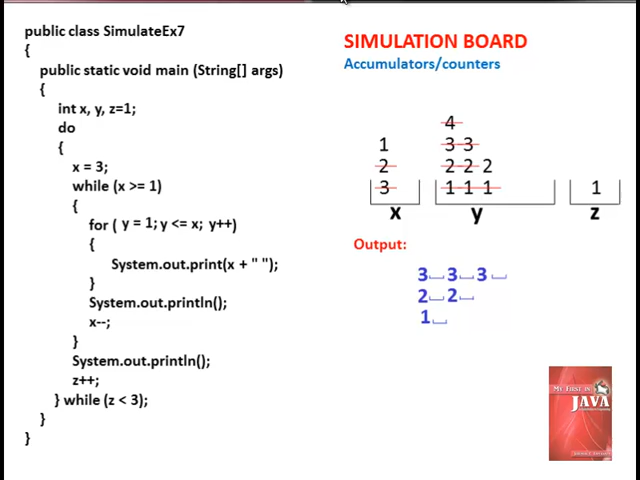 public class SimulateEx7
{
public static void main (String[] args)
{
int x, y, z=1;
do
{
x = 3;
while (x >= 1)
{
for ( y = 1; y <= x; y++)
{
System.out.print(x + " ");
}
System.out.println();
x--;
}
System.out.println();
z++;
} while (z < 3);
}
}
SIMULATION BOARD
Accumulators/counters
4
1 3 3
2 2 2 2
3 1 1 1 1
x y z
Output:
3 3 3
2 2
1
MY FIRST IN
JAVA